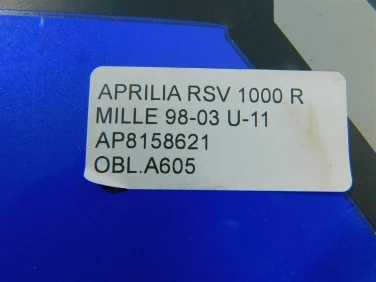 APRILIA RSV 1000 R
MILLE 98-03 U-11
AP8158621
OBL.A605